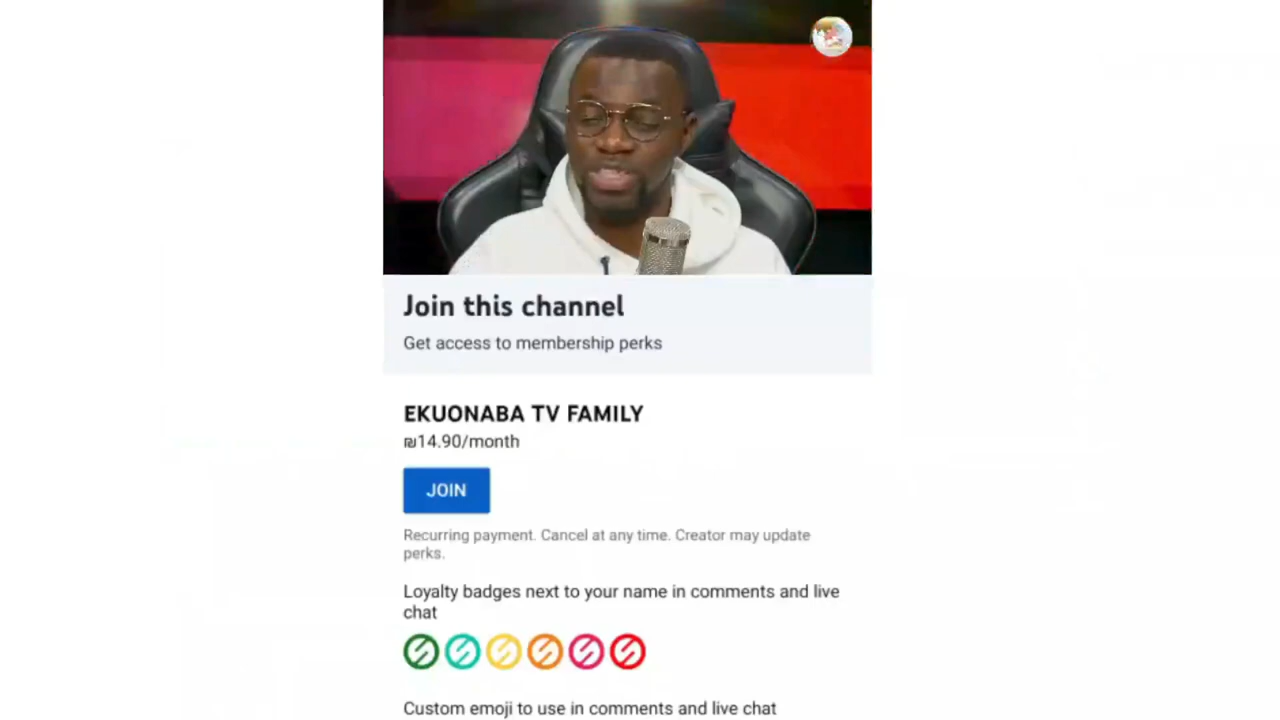 Join this channel
Get access to membership perks
EKUONABA TV FAMILY
₪14.90/month
JOIN
Recurring payment. Cancel at any time. Creator may update
perks.
Loyalty badges next to your name in comments and live
chat
Custom emoji to use in comments and live chat